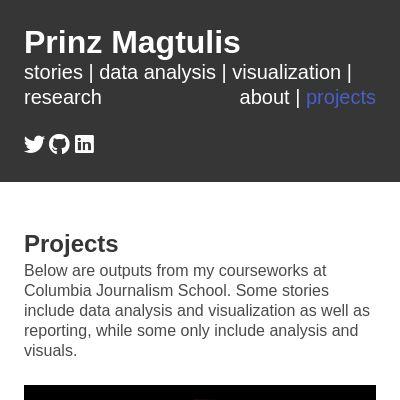 Prinz Magtulis
stories | data analysis | visualization |
research about | projects
Projects
Below are outputs from my courseworks at
Columbia Journalism School. Some stories
include data analysis and visualization as well as
reporting, while some only include analysis and
visuals.